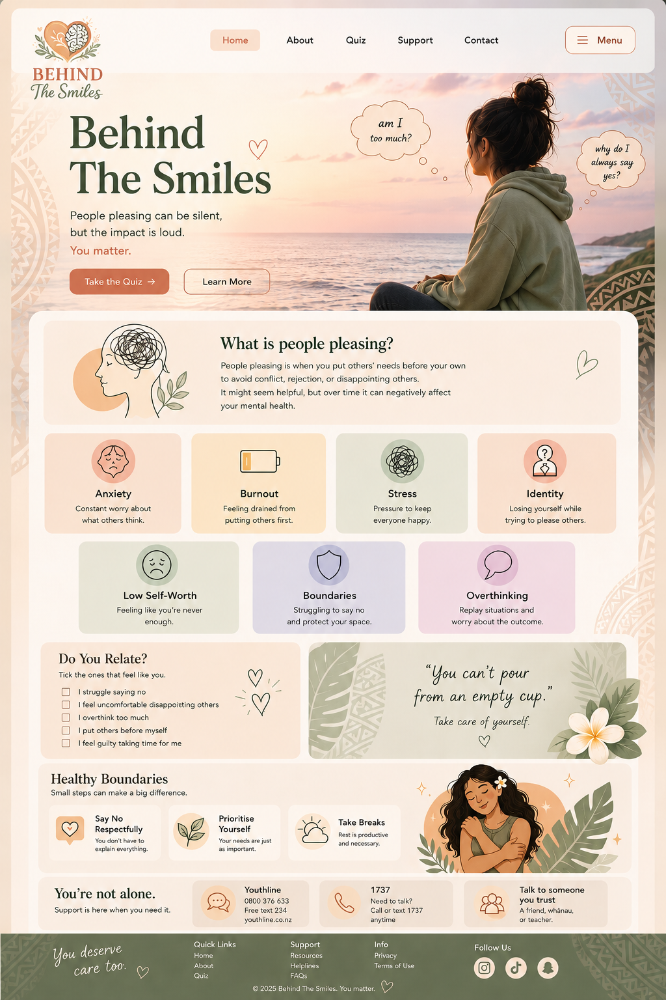 BEHIND
The Smiles
Home
About
Quiz
Support
Contact
Menu
Behind
The Smiles
People pleasing can be silent,
but the impact is loud.
You matter.
Take the Quiz →
Learn More
am I
too much?
why do I
always say
yes?
What is people pleasing?
People pleasing is when you put others' needs before your own
to avoid conflict, rejection, or disappointing others.
It might seem helpful, but over time it can negatively affect
your mental health.
Anxiety
Constant worry about
what others think.
Burnout
Feeling drained from
putting others first.
Stress
Pressure to keep
everyone happy.
?
Identity
Losing yourself while
trying to please others.
Low Self-Worth
Feeling like you're never
enough.
Boundaries
Struggling to say no
and protect your space.
Overthinking
Replay situations and
worry about the outcome.
Do You Relate?
Tick the ones that feel like you.
I struggle saying no
I feel uncomfortable disappointing others
I overthink too much
I put others before myself
I feel guilty taking time for me
“You can't pour
from an empty cup.”
Take care of yourself.
Healthy Boundaries
Small steps can make a big difference.
Say No
Respectfully
You don't have to
explain everything.
Prioritise
Yourself
Your needs are just
as important.
Take Breaks
Rest is productive
and necessary.
You're not alone.
Support is here when you need it.
Youthline
0800 376 633
Free text 234
youthline.co.nz
1737
Need to talk?
Call or text 1737
anytime
Talk to someone
you trust
A friend, whānau,
or teacher.
You deserve
care too.
Quick Links
Home
About
Quiz
Support
Resources
Helplines
FAQs
Info
Privacy
Terms of Use
Follow Us
© 2025 Behind The Smiles. You matter.